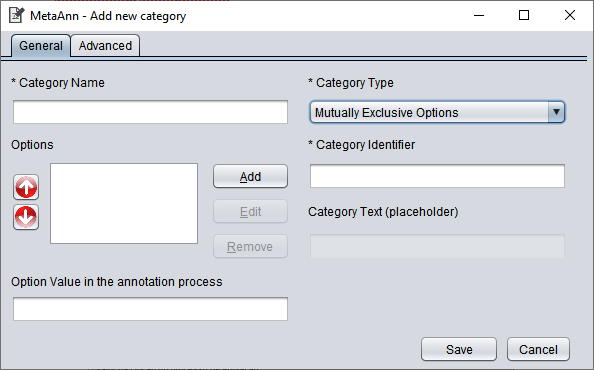 MetaAnn - Add new category
General Advanced
* Category Name
* Category Type
Mutually Exclusive Options
Options
* Category Identifier
Add
Edit
Category Text (placeholder)
Remove
Option Value in the annotation process
Save Cancel